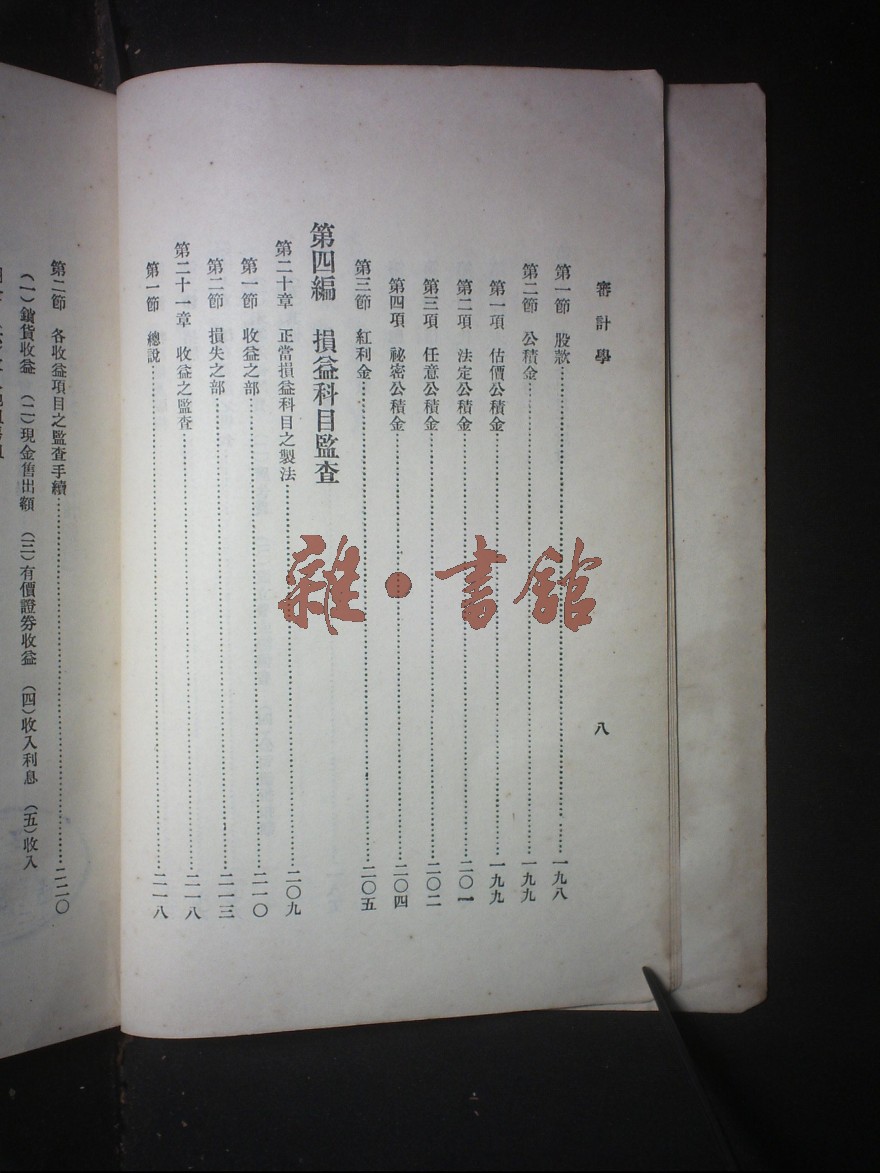 審計學
八
第一節 股款……一九八
第二節 公積金……一九九
第一項 估價公積金……一九九
第二項 法定公積金……二〇一
第三項 任意公積金……二〇二
第四項 祕密公積金……二〇四
第三節 紅利金……二〇五
第四編 損益科目監查
第二十章 正當損益科目之製法……二〇九
第一節 收益之部……二一〇
第二節 損失之部……二一三
第二十一章 收益之監查……二一八
第一節 總說……二一八
第二節 各收益項目之監查手續……二二〇
(一)銷貨收益 (二)現金售出額 (三)有價證券收益 (四)收入利息 (五)收入
雜·書館